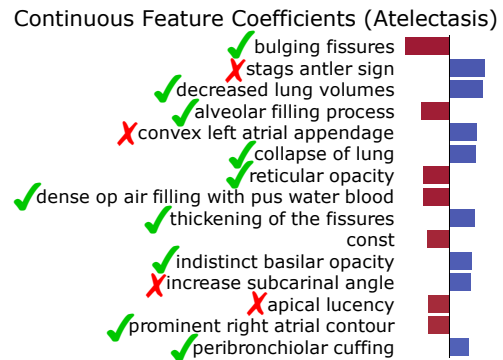 Continuous Feature Coefficients (Atelectasis)
bulging fissures
stags antler sign
decreased lung volumes
alveolar filling process
convex left atrial appendage
collapse of lung
reticular opacity
dense op air filling with pus water blood
thickening of the fissures
const
indistinct basilar opacity
increase subcarinal angle
apical lucency
prominent right atrial contour
peribronchiolar cuffing